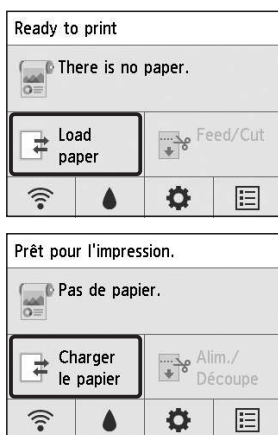 Ready to print
There is no paper.
Load
paper
Feed/Cut
Prêt pour l'impression.
Pas de papier.
Charger
le papier
Alim./
Découpe